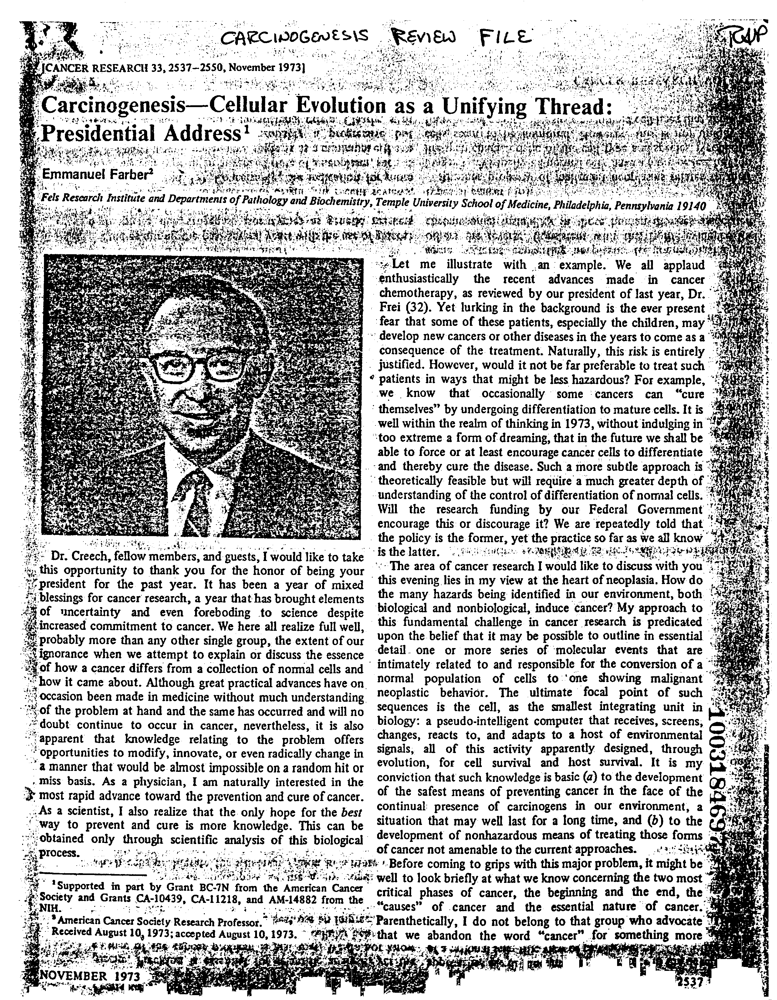 CARCINOGENESIS REVIEW FILE
[CANCER RESEARCH 33, 2537–2550, November 1973]
Carcinogenesis—Cellular Evolution as a Unifying Thread:
Presidential Address¹
Emmanuel Farber²
Fels Research Institute and Departments of Pathology and Biochemistry, Temple University School of Medicine, Philadelphia, Pennsylvania 19140
Dr. Creech, fellow members, and guests, I would like to take
this opportunity to thank you for the honor of being your
president for the past year. It has been a year of mixed
blessings for cancer research, a year that has brought elements
of uncertainty and even foreboding to science despite
increased commitment to cancer. We here all realize full well,
probably more than any other single group, the extent of our
ignorance when we attempt to explain or discuss the essence
of how a cancer differs from a collection of normal cells and
how it came about. Although great practical advances have on
occasion been made in medicine without much understanding
of the problem at hand and the same has occurred and will no
doubt continue to occur in cancer, nevertheless, it is also
apparent that knowledge relating to the problem offers
opportunities to modify, innovate, or even radically change in
a manner that would be almost impossible on a random hit or
miss basis. As a physician, I am naturally interested in the
most rapid advance toward the prevention and cure of cancer.
As a scientist, I also realize that the only hope for the best
way to prevent and cure is more knowledge. This can be
obtained only through scientific analysis of this biological
process.
¹Supported in part by Grant BC-7N from the American Cancer
Society and Grants CA-10439, CA-11218, and AM-14882 from the
NIH.
²American Cancer Society Research Professor.
Received August 10, 1973; accepted August 10, 1973.
Let me illustrate with an example. We all applaud
enthusiastically the recent advances made in cancer
chemotherapy, as reviewed by our president of last year, Dr.
Frei (32). Yet lurking in the background is the ever present
fear that some of these patients, especially the children, may
develop new cancers or other diseases in the years to come as a
consequence of the treatment. Naturally, this risk is entirely
justified. However, would it not be far preferable to treat such
patients in ways that might be less hazardous? For example,
we know that occasionally some cancers can “cure
themselves” by undergoing differentiation to mature cells. It is
well within the realm of thinking in 1973, without indulging in
too extreme a form of dreaming, that in the future we shall be
able to force or at least encourage cancer cells to differentiate
and thereby cure the disease. Such a more subtle approach is
theoretically feasible but will require a much greater depth of
understanding of the control of differentiation of normal cells.
Will the research funding by our Federal Government
encourage this or discourage it? We are repeatedly told that
the policy is the former, yet the practice so far as we all know
is the latter.
The area of cancer research I would like to discuss with you
this evening lies in my view at the heart of neoplasia. How do
the many hazards being identified in our environment, both
biological and nonbiological, induce cancer? My approach to
this fundamental challenge in cancer research is predicated
upon the belief that it may be possible to outline in essential
detail one or more series of molecular events that are
intimately related to and responsible for the conversion of a
normal population of cells to one showing malignant
neoplastic behavior. The ultimate focal point of such
sequences is the cell, as the smallest integrating unit in
biology: a pseudo-intelligent computer that receives, screens,
changes, reacts to, and adapts to a host of environmental
signals, all of this activity apparently designed, through
evolution, for cell survival and host survival. It is my
conviction that such knowledge is basic (a) to the development
of the safest means of preventing cancer in the face of the
continual presence of carcinogens in our environment, a
situation that may well last for a long time, and (b) to the
development of nonhazardous means of treating those forms
of cancer not amenable to the current approaches.
Before coming to grips with this major problem, it might be
well to look briefly at what we know concerning the two most
critical phases of cancer, the beginning and the end, the
“causes” of cancer and the essential nature of cancer.
Parenthetically, I do not belong to that group who advocate
that we abandon the word “cancer” for something more
NOVEMBER 1973
2537